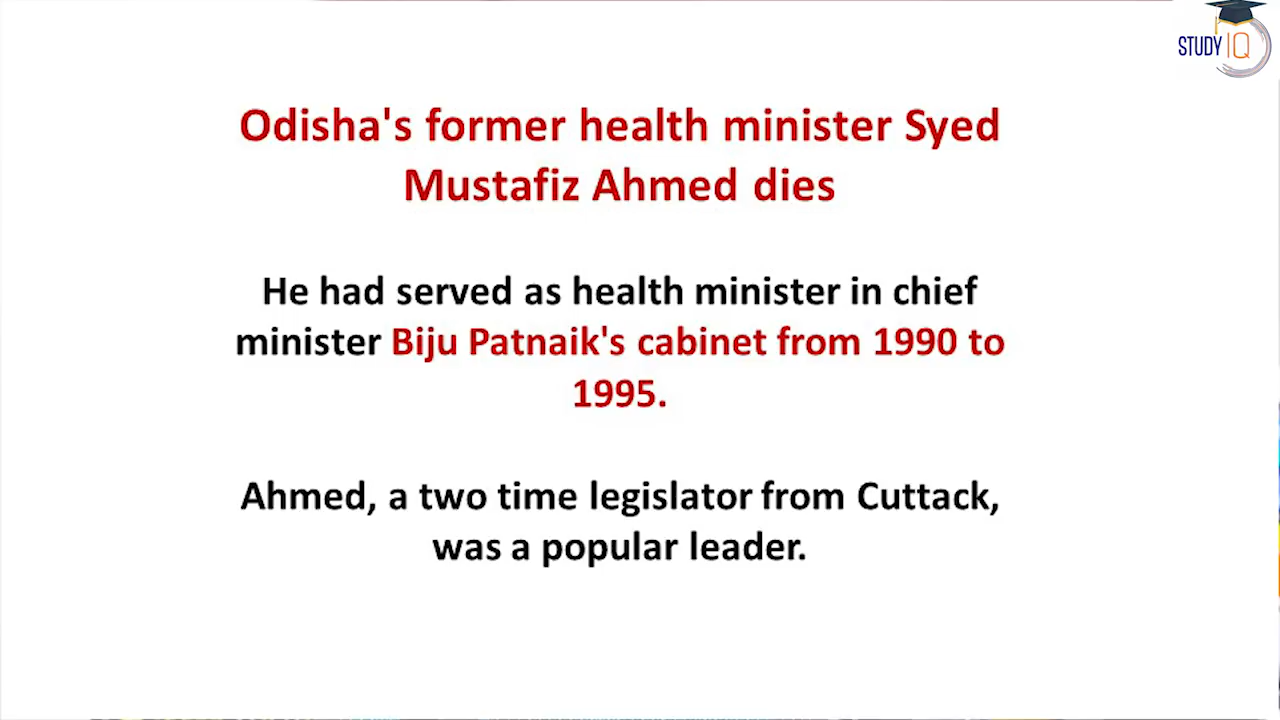 STUDY IQ
Odisha's former health minister Syed
Mustafiz Ahmed dies
He had served as health minister in chief
minister Biju Patnaik's cabinet from 1990 to
1995.
Ahmed, a two time legislator from Cuttack,
was a popular leader.